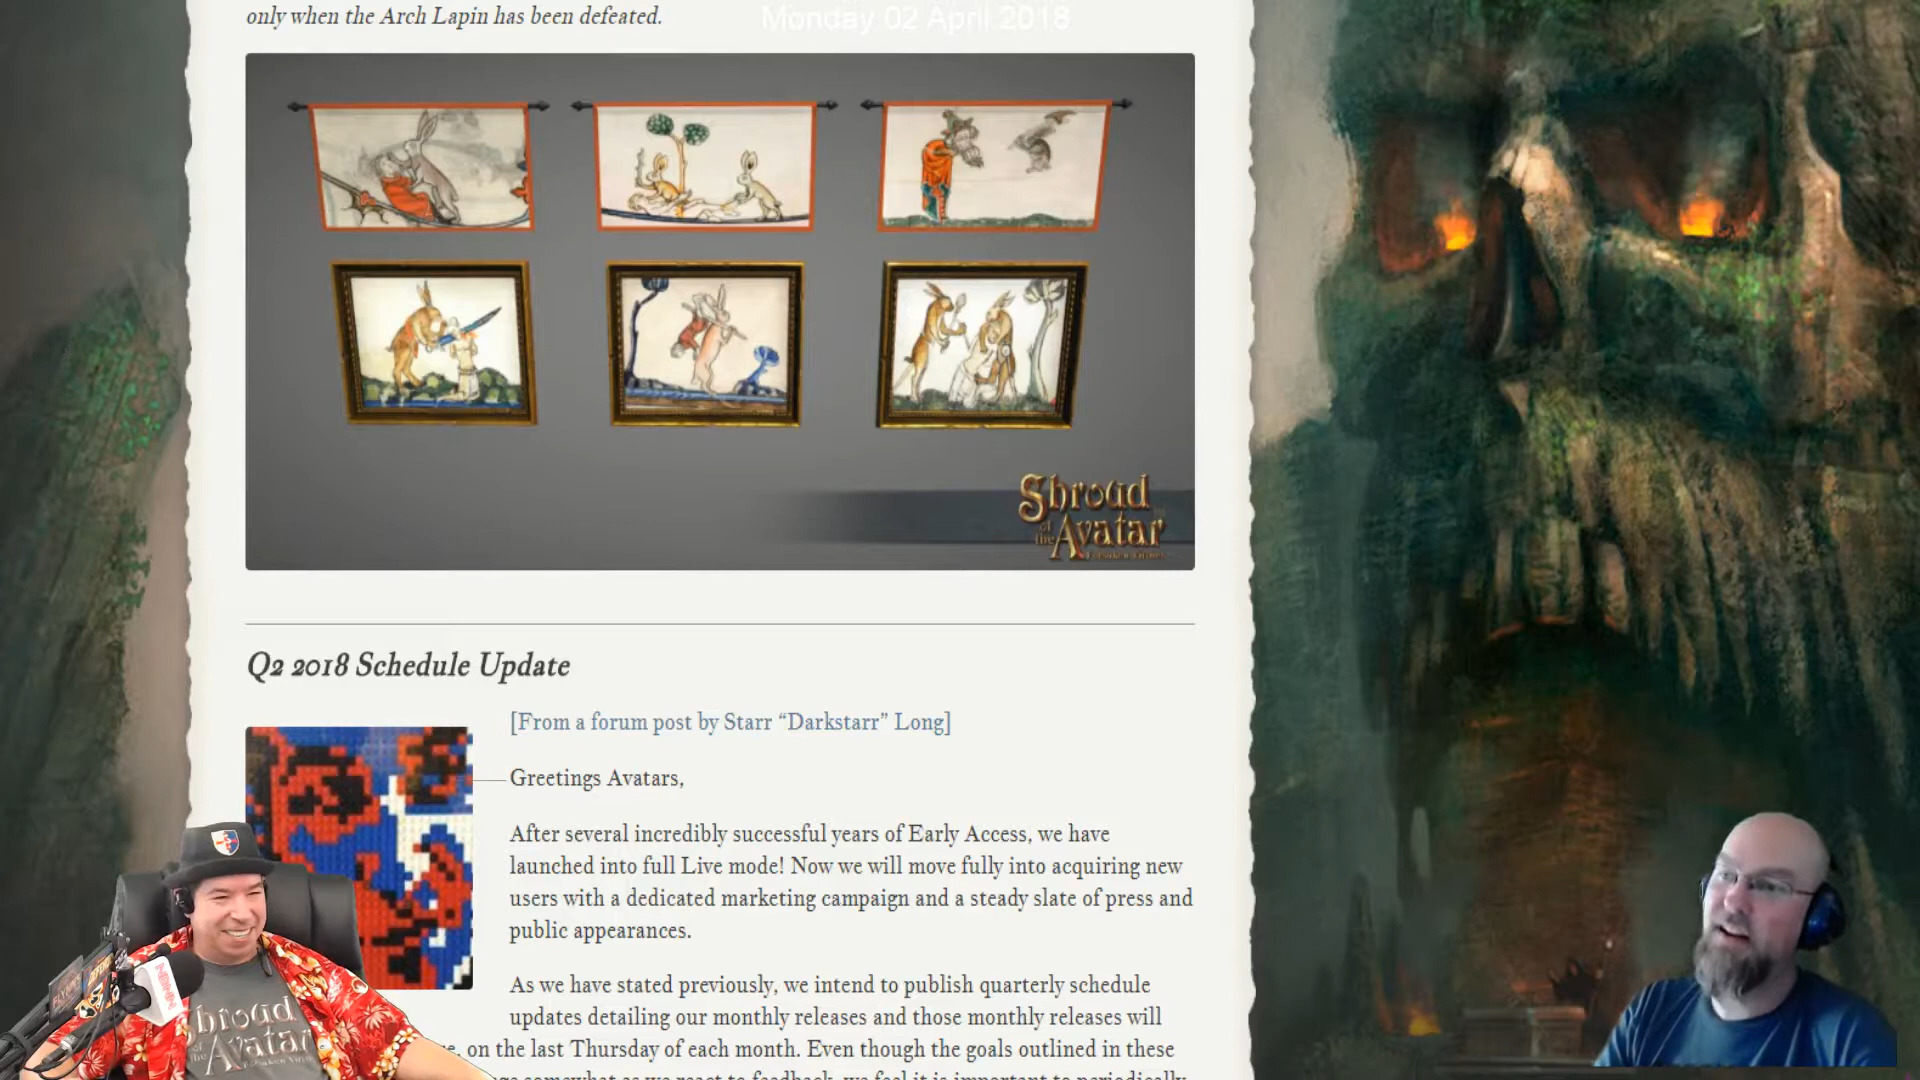 only when the Arch Lapin has been defeated.
Monday 02 April 2018
Shroud
of the
Avatar
Q2 2018 Schedule Update
[From a forum post by Starr “Darkstarr” Long]
Greetings Avatars,
After several incredibly successful years of Early Access, we have
launched into full Live mode! Now we will move fully into acquiring new
users with a dedicated marketing campaign and a steady slate of press and
public appearances.
As we have stated previously, we intend to publish quarterly schedule
updates detailing our monthly releases and those monthly releases will
on the last Thursday of each month. Even though the goals outlined in these
somewhat as we react to feedback, we feel it is important to periodically
Shroud
of the
Avatar